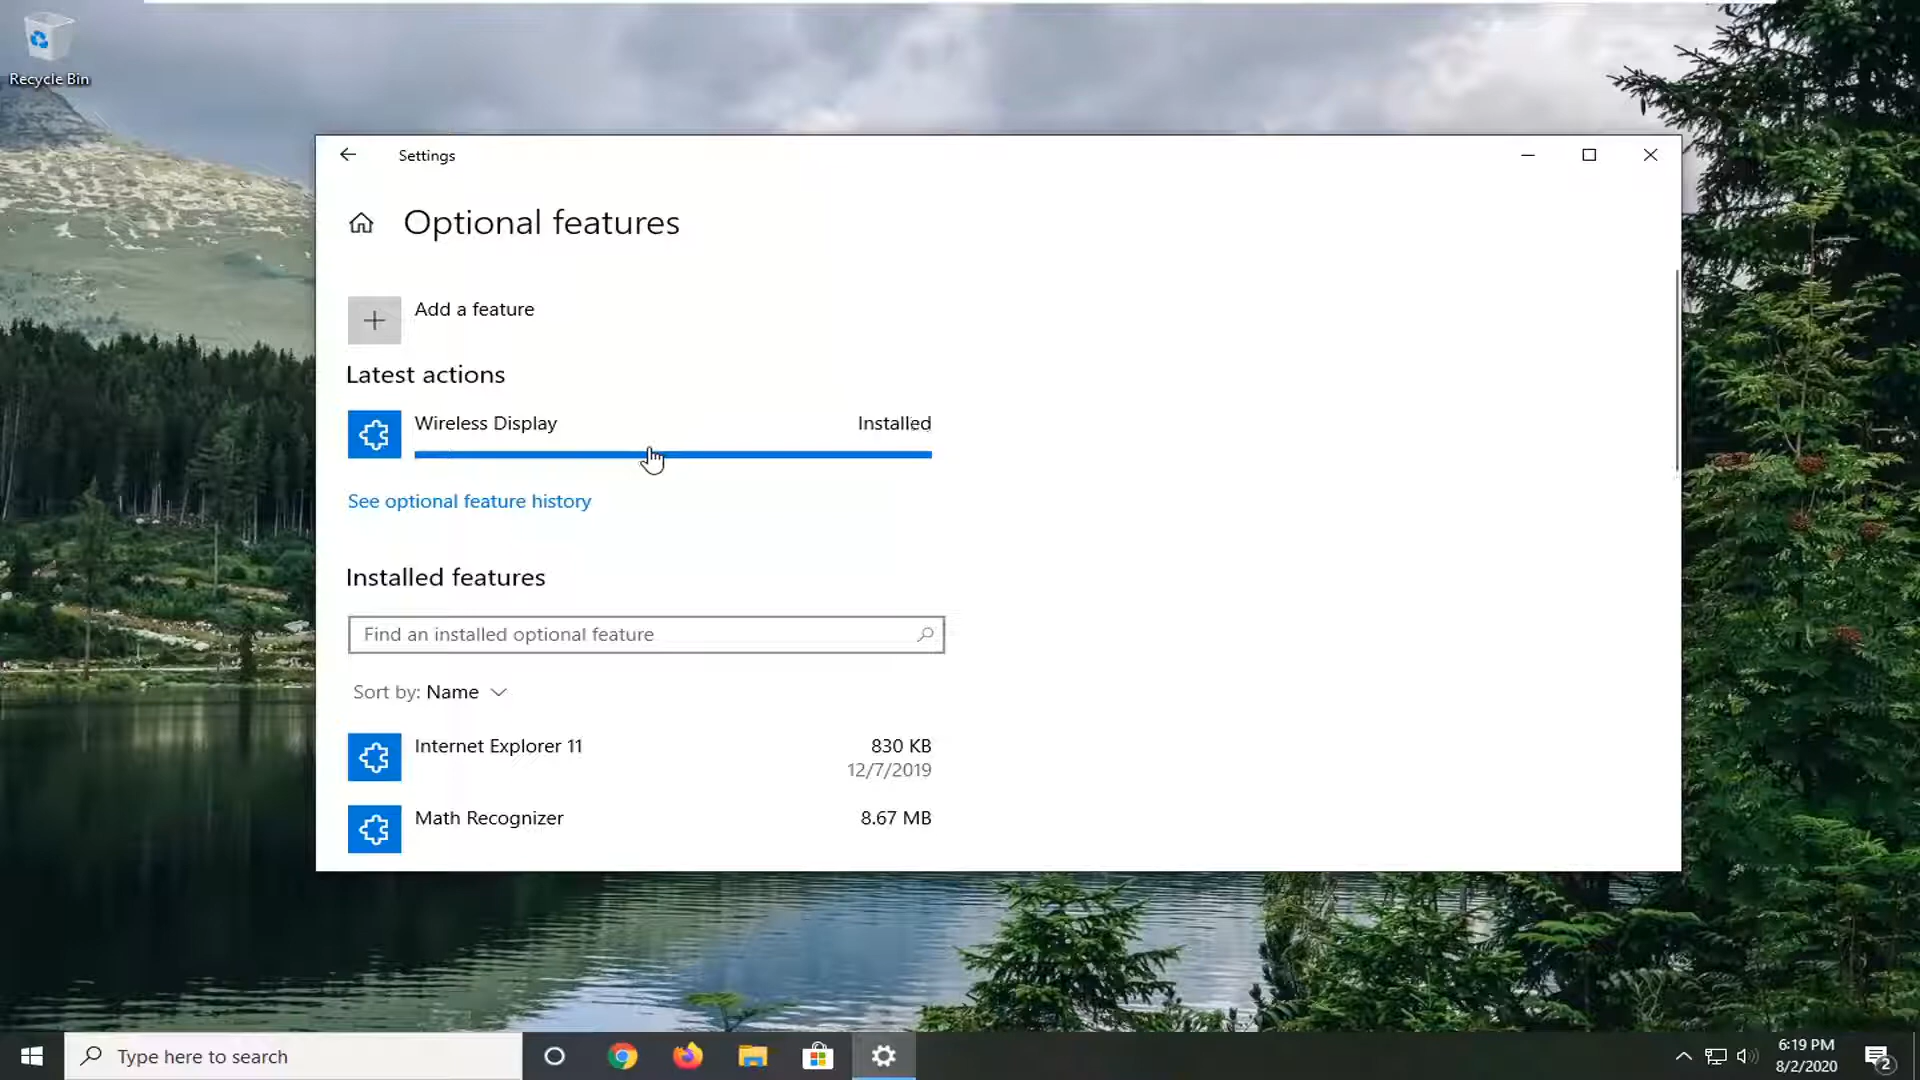 Recycle Bin
Settings
Optional features
Add a feature
Latest actions
Wireless Display Installed
See optional feature history
Installed features
Find an installed optional feature
Sort by: Name
Internet Explorer 11 830 KB
12/7/2019
Math Recognizer 8.67 MB
Type here to search
6:19 PM
8/2/2020
2